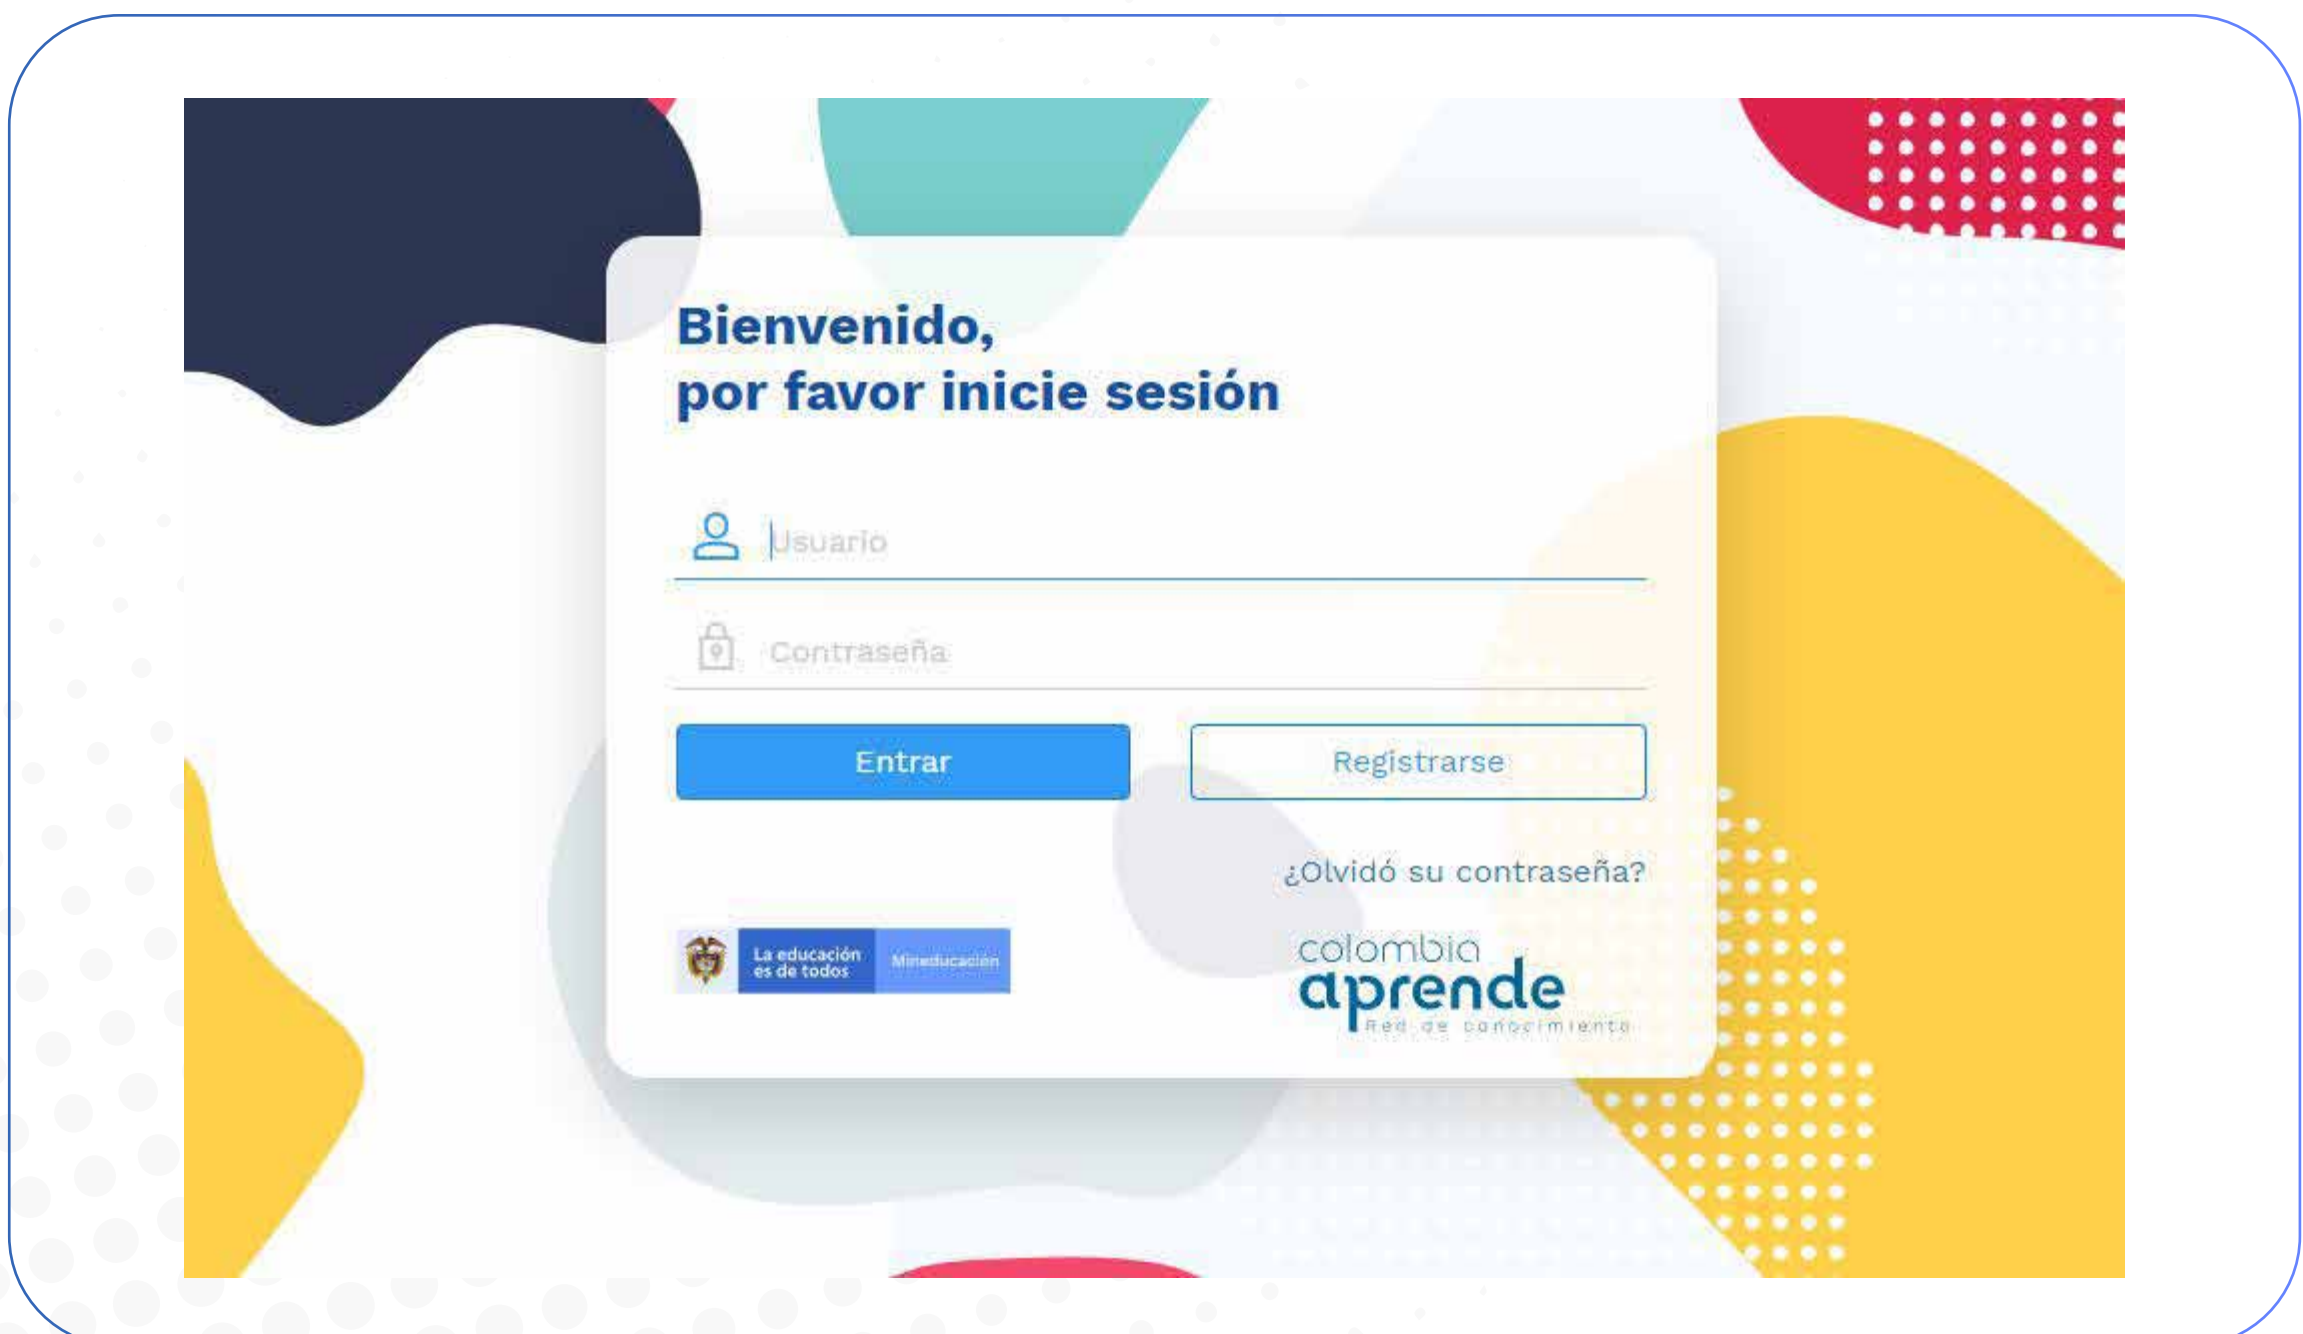 Bienvenido,
por favor inicie sesión
Usuario
Contraseña
Entrar
Registrarse
¿Olvidó su contraseña?
La educación
es de todos
Mineducación
colombia
aprende
Red de conocimiento